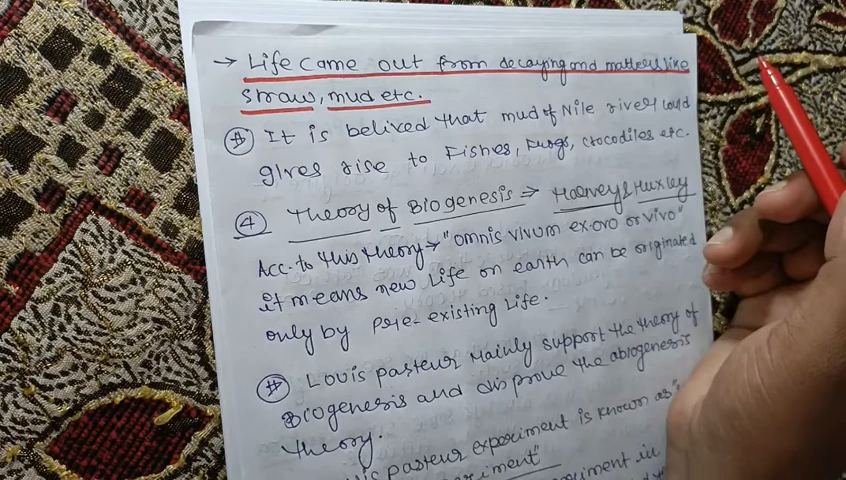 → Life came out from decaying and matters like
straw, mud etc.
# It is belived that mud of Nile river could
gives rise to Fishes, Frogs, crocodiles etc.
4 Theory of Biogenesis ⇒ Harvey & Huxley
Acc. to this theory → "omnis vivum ex-ovo or vivo"
it means new life on earth can be originated
only by pre-existing life.
# Louis pasteur Mainly support the theory of
Biogenesis and disprove the abiogenesis
theory.
pasteur experiment is known as "